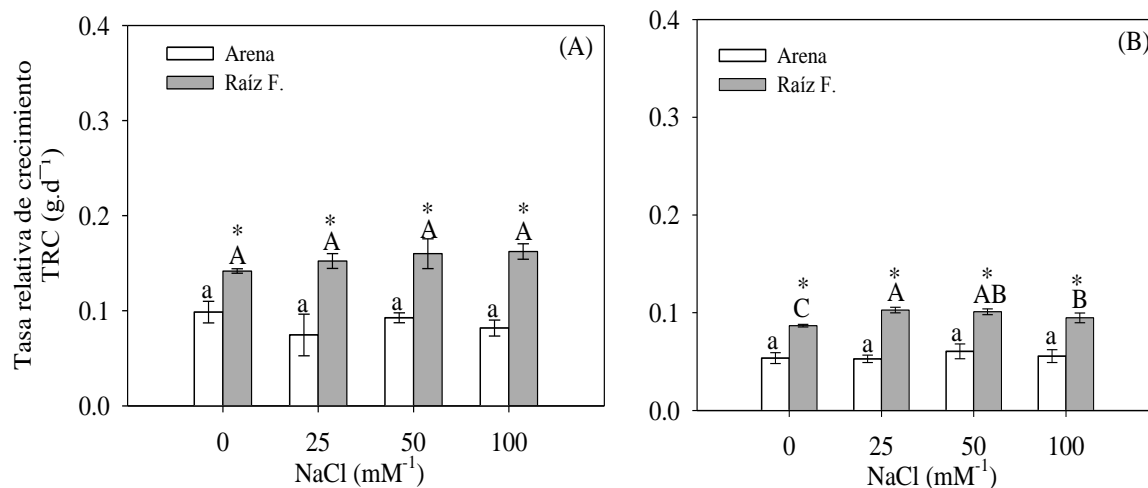 Tasa relativa de crecimiento
TRC (g.d⁻¹)
(A)
Arena
Raíz F.
0.4
0.3
0.2
0.1
0.0
* * * *
A A A A
a a a a
0 25 50 100
NaCl (mM⁻¹)
(B)
Arena
Raíz F.
0.4
0.3
0.2
0.1
0.0
* * * *
C A AB B
a a a a
0 25 50 100
NaCl (mM⁻¹)